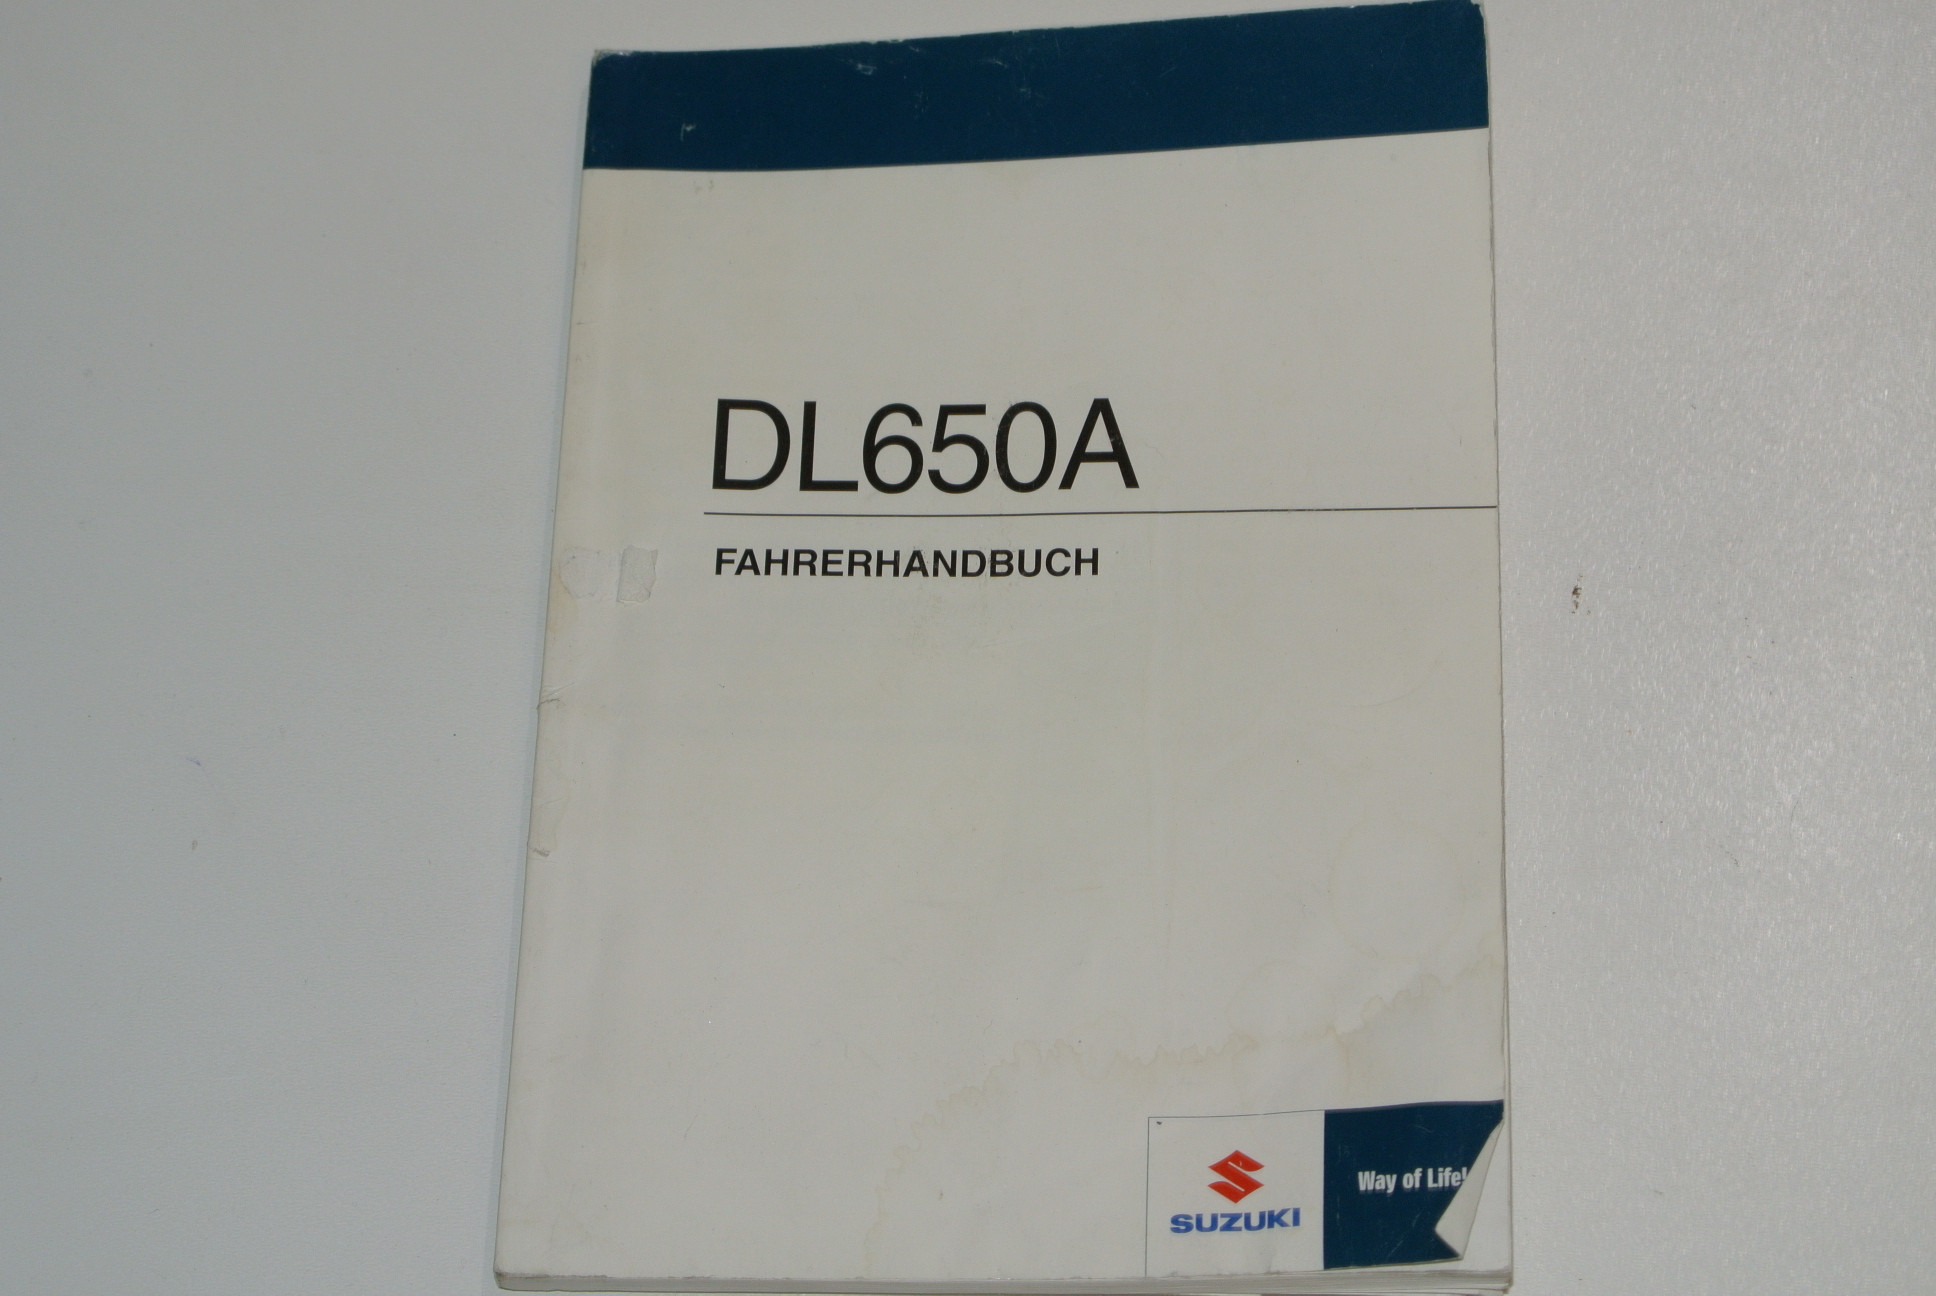 DL650A
FAHRERHANDBUCH
Way of Life!
SUZUKI